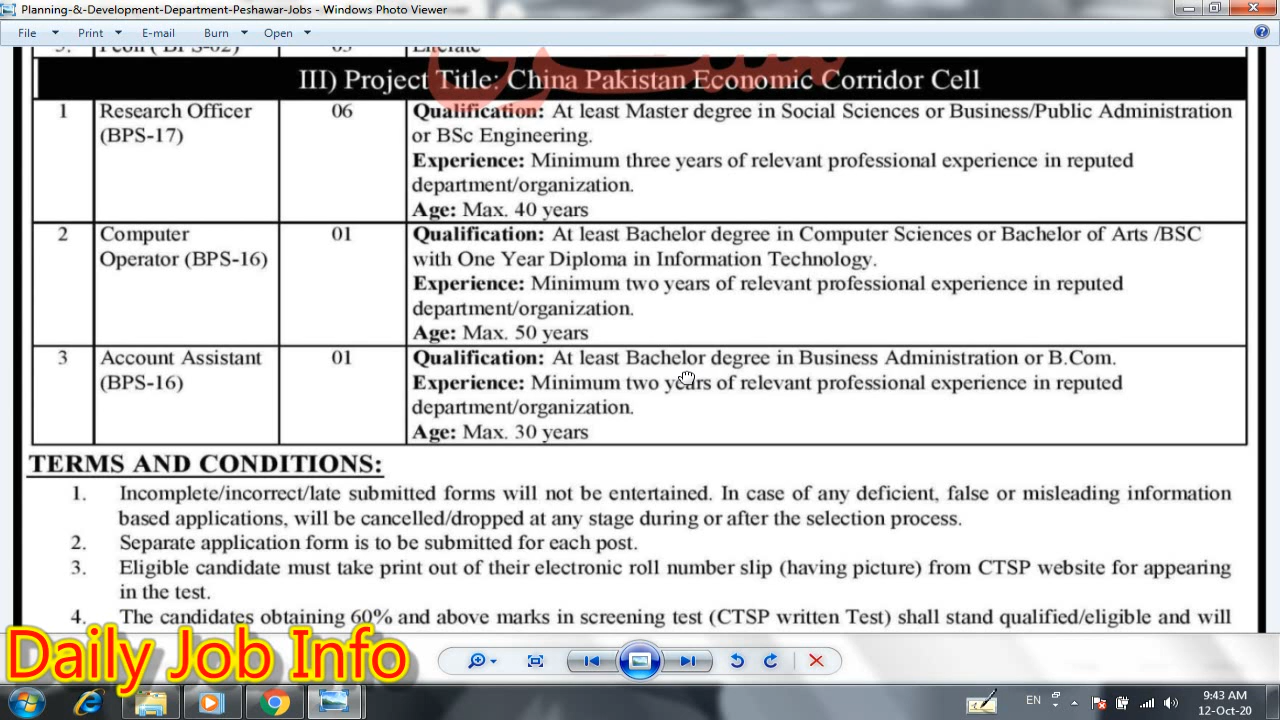 Planning-&-Development-Department-Peshawar-Jobs - Windows Photo Viewer
File Print E-mail Burn Open
III) Project Title: China Pakistan Economic Corridor Cell
1 Research Officer 06 Qualification: At least Master degree in Social Sciences or Business/Public Administration
(BPS-17) or BSc Engineering.
Experience: Minimum three years of relevant professional experience in reputed
department/organization.
Age: Max. 40 years
2 Computer 01 Qualification: At least Bachelor degree in Computer Sciences or Bachelor of Arts /BSC
Operator (BPS-16) with One Year Diploma in Information Technology.
Experience: Minimum two years of relevant professional experience in reputed
department/organization.
Age: Max. 50 years
3 Account Assistant 01 Qualification: At least Bachelor degree in Business Administration or B.Com.
(BPS-16) Experience: Minimum two years of relevant professional experience in reputed
department/organization.
Age: Max. 30 years
TERMS AND CONDITIONS:
1. Incomplete/incorrect/late submitted forms will not be entertained. In case of any deficient, false or misleading information
based applications, will be cancelled/dropped at any stage during or after the selection process.
2. Separate application form is to be submitted for each post.
3. Eligible candidate must take print out of their electronic roll number slip (having picture) from CTSP website for appearing
in the test.
4. The candidates obtaining 60% and above marks in screening test (CTSP written Test) shall stand qualified/eligible and will
Daily Job Info
EN
9:43 AM
12-Oct-20